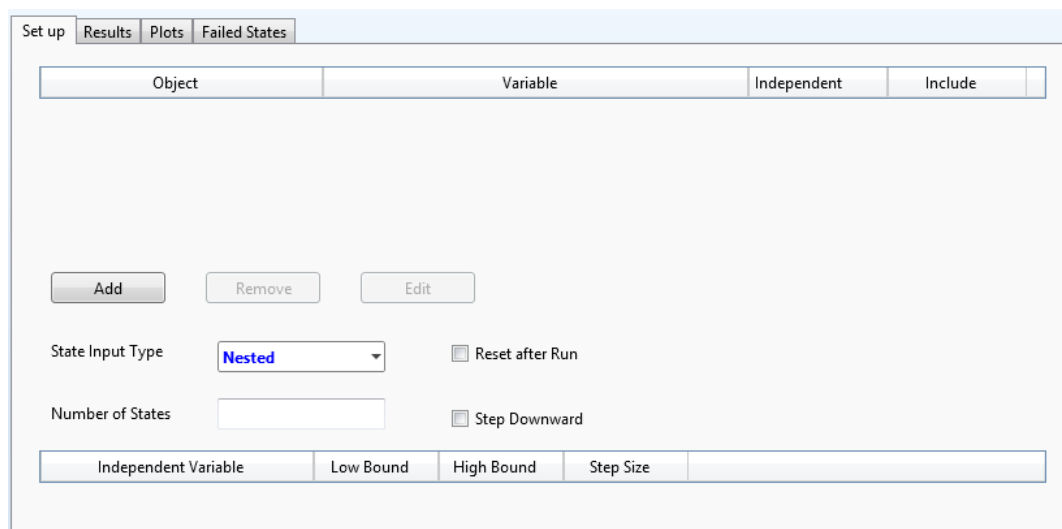 Set up Results Plots Failed States
Object Variable Independent Include
Add Remove Edit
State Input Type Nested Reset after Run
Number of States Step Downward
Independent Variable Low Bound High Bound Step Size